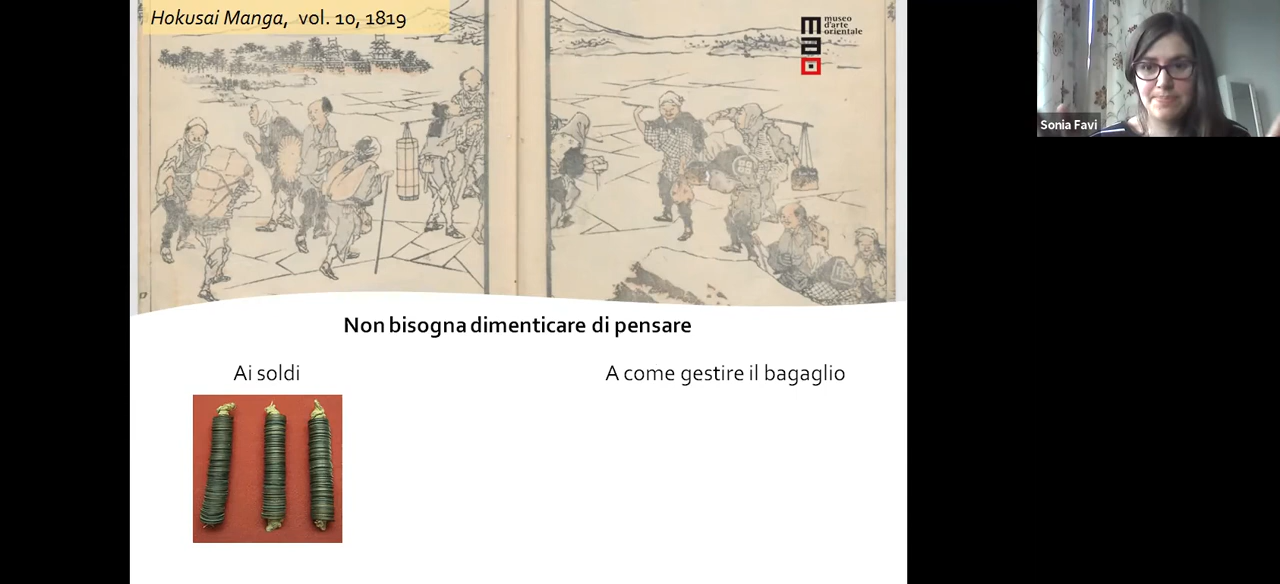 Hokusai Manga, vol. 10, 1819
museo
d'arte
orientale
mao
Sonia Favi
Non bisogna dimenticare di pensare
Ai soldi
A come gestire il bagaglio